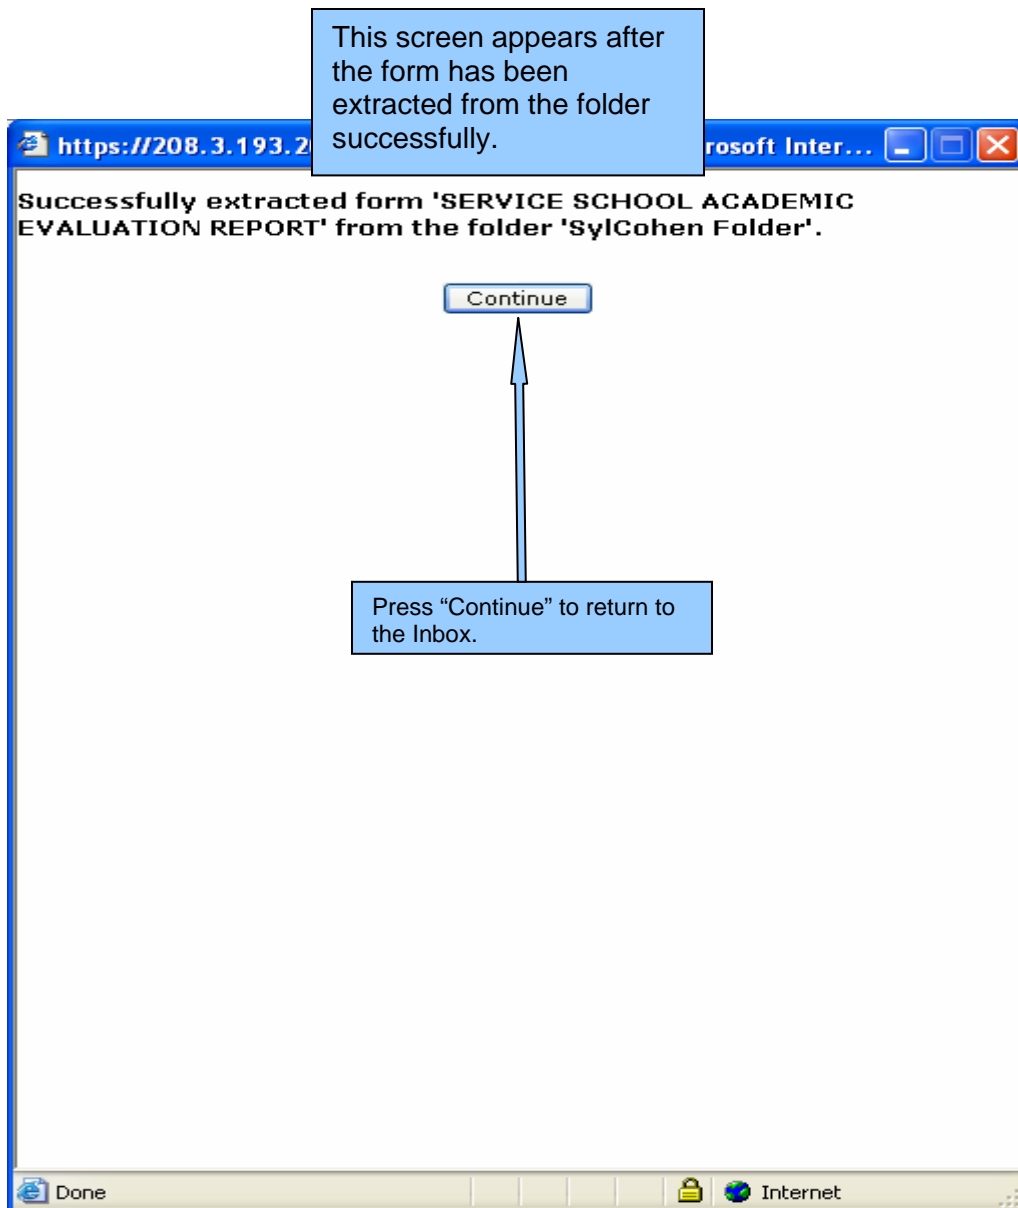 This screen appears after
the form has been
extracted from the folder
successfully.
https://208.3.193.2
rosoft Inter...
Successfully extracted form 'SERVICE SCHOOL ACADEMIC
EVALUATION REPORT' from the folder 'SylCohen Folder'.
Continue
Press “Continue” to return to
the Inbox.
Done
Internet